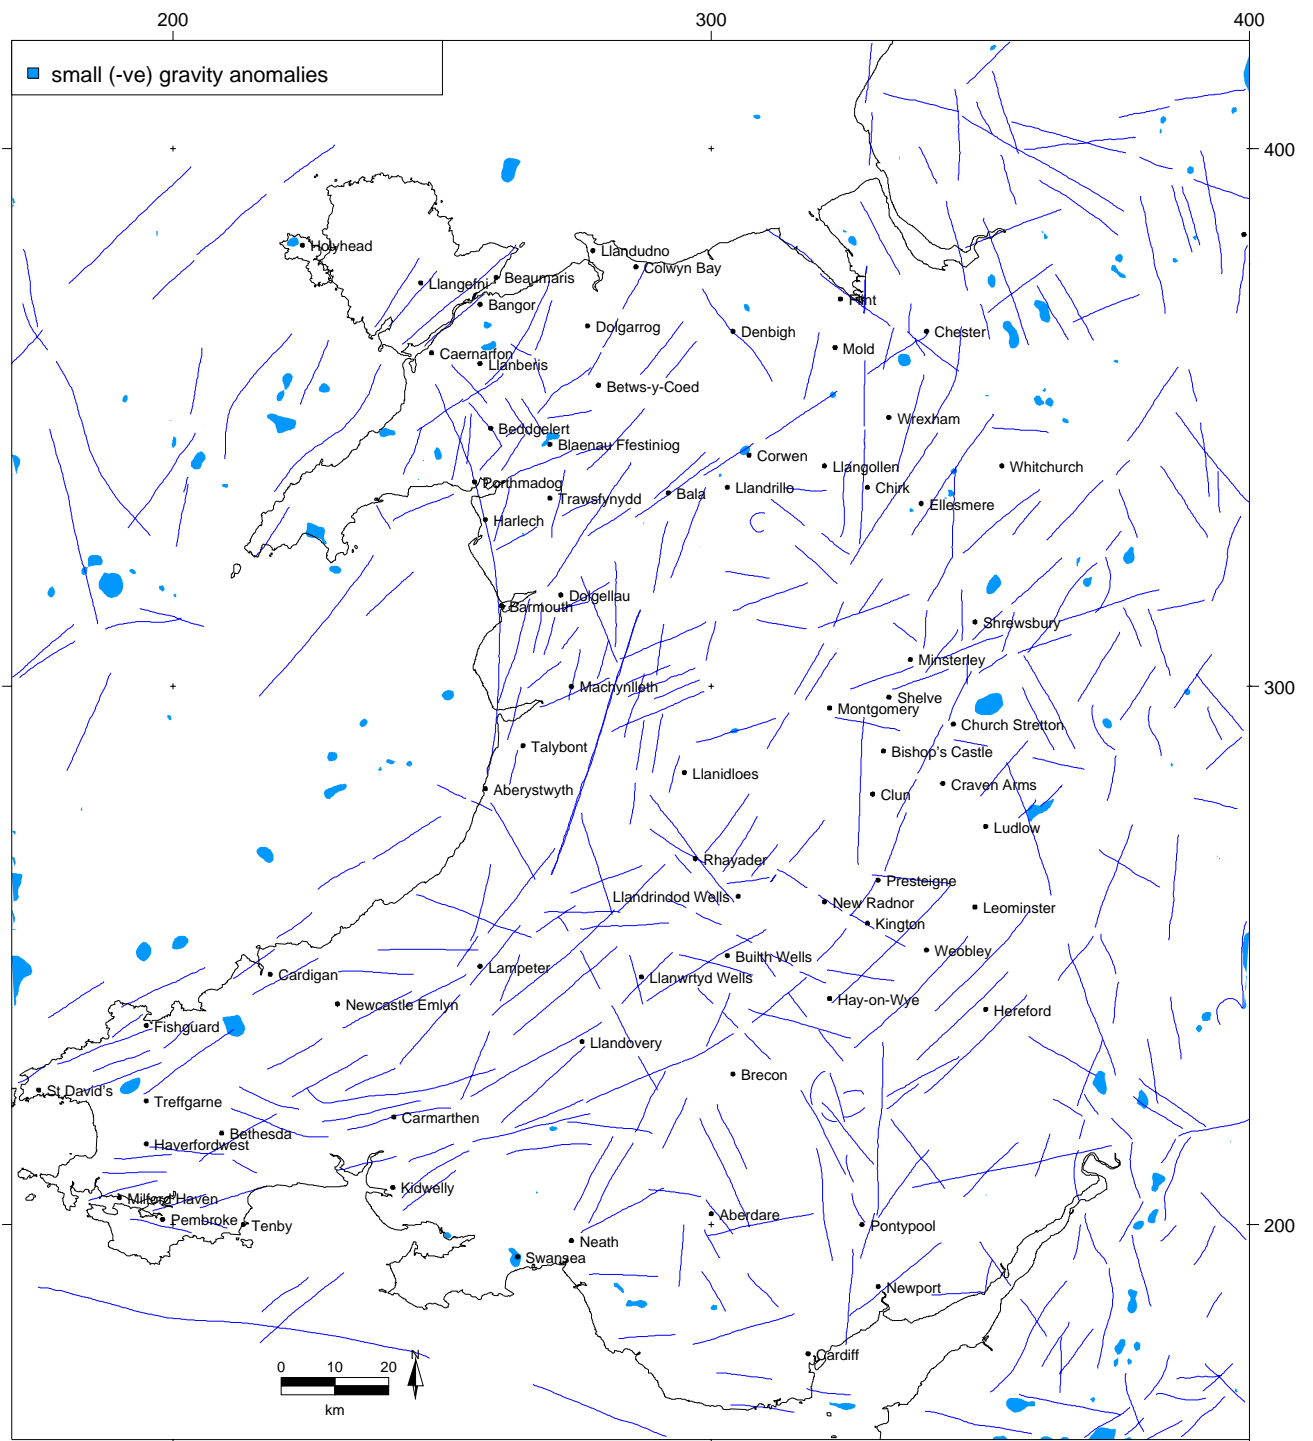 200 300 400
small (-ve) gravity anomalies
400
Holyhead
Llandudno
Colwyn Bay
Llangefni
Beaumaris
Bangor
Flint
Dolgarrog
Denbigh
Chester
Mold
Caernarfon
Llanberis
Betws-y-Coed
Wrexham
Beddgelert
Blaenau Ffestiniog
Corwen
Llangollen
Whitchurch
Porthmadog
Bala
Llandrillo
Chirk
Trawsfynydd
Ellesmere
Harlech
Dolgellau
Barmouth
Shrewsbury
Minsterley
Machynlleth
300
Shelve
Montgomery
Church Stretton
Talybont
Bishop's Castle
Llanidloes
Aberystwyth
Craven Arms
Clun
Ludlow
Rhayader
Presteigne
Llandrindod Wells
New Radnor
Leominster
Kington
Weobley
Builth Wells
Lampeter
Cardigan
Llanwrtyd Wells
Newcastle Emlyn
Hay-on-Wye
Hereford
Fishguard
Llandovery
Brecon
St David's
Treffgarne
Carmarthen
Bethesda
Haverfordwest
Kidwelly
Milford Haven
Aberdare
Pembroke
Tenby
Pontypool
200
Neath
Swansea
Newport
Cardiff
N
0 10 20
km